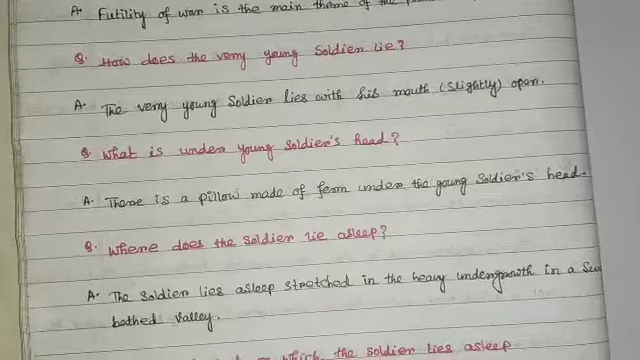 A. Futility of war is the main theme of the
Q. How does the very young soldier lie?
A. The very young soldier lies with his mouth (slightly) open.
Q. What is under young soldier's head?
A. There is a pillow made of fern under the young soldier's head.
Q. Where does the soldier lie asleep?
A. The soldier lies asleep stretched in the heavy undergrowth in a
bathed valley.
which the soldier lies asleep